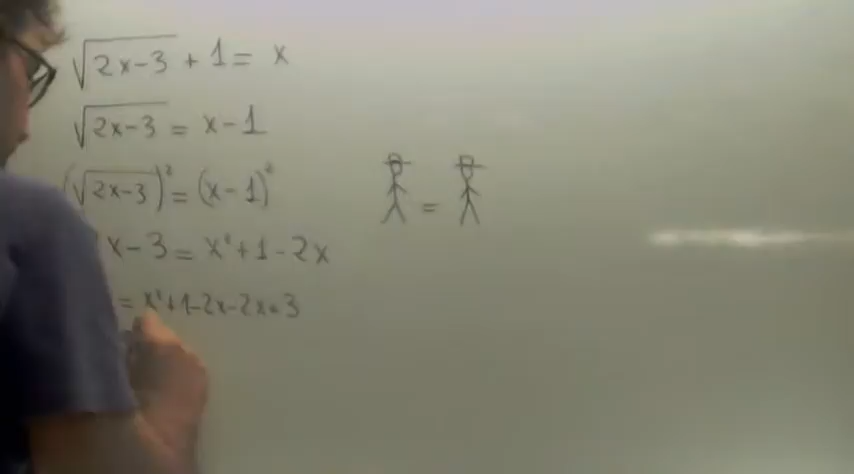 √(2x-3) + 1 = x
√(2x-3) = x-1
(√(2x-3))² = (x-1)²
x-3 = x²+1-2x
= x²+1-2x-2x+3
=